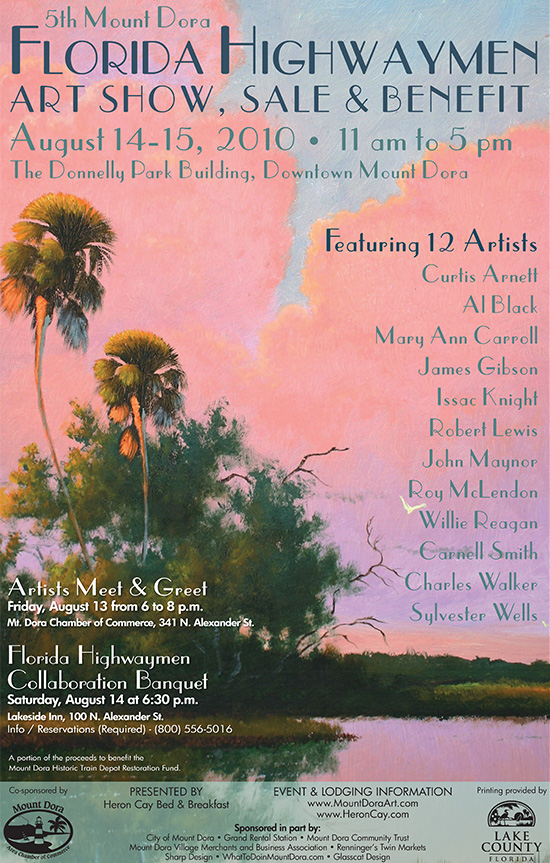 5th Mount Dora
Florida Highwaymen
Art Show, Sale & Benefit
August 14-15, 2010 • 11 am to 5 pm
The Donnelly Park Building, Downtown Mount Dora
Featuring 12 Artists
Curtis Arnett
Al Black
Mary Ann Carroll
James Gibson
Issac Knight
Robert Lewis
John Maynor
Roy McLendon
Willie Reagan
Carnell Smith
Charles Walker
Sylvester Wells
Artists Meet & Greet
Friday, August 13 from 6 to 8 p.m.
Mt. Dora Chamber of Commerce, 341 N. Alexander St.
Florida Highwaymen
Collaboration Banquet
Saturday, August 14 at 6:30 p.m.
Lakeside Inn, 100 N. Alexander St.
Info / Reservations (Required) - (800) 556-5016
A portion of the proceeds to benefit the
Mount Dora Historic Train Depot Restoration Fund.
Co-sponsored by
Mount Dora
Area Chamber of Commerce
PRESENTED BY
Heron Cay Bed & Breakfast
EVENT & LODGING INFORMATION
www.MountDoraArt.com
www.HeronCay.com
Printing provided by
LAKE
COUNTY
FLORIDA
Sponsored in part by:
City of Mount Dora • Grand Rental Station • Mount Dora Community Trust
Mount Dora Village Merchants and Business Association • Renninger's Twin Markets
Sharp Design • WhatToDoinMountDora.com • Glasscat Design